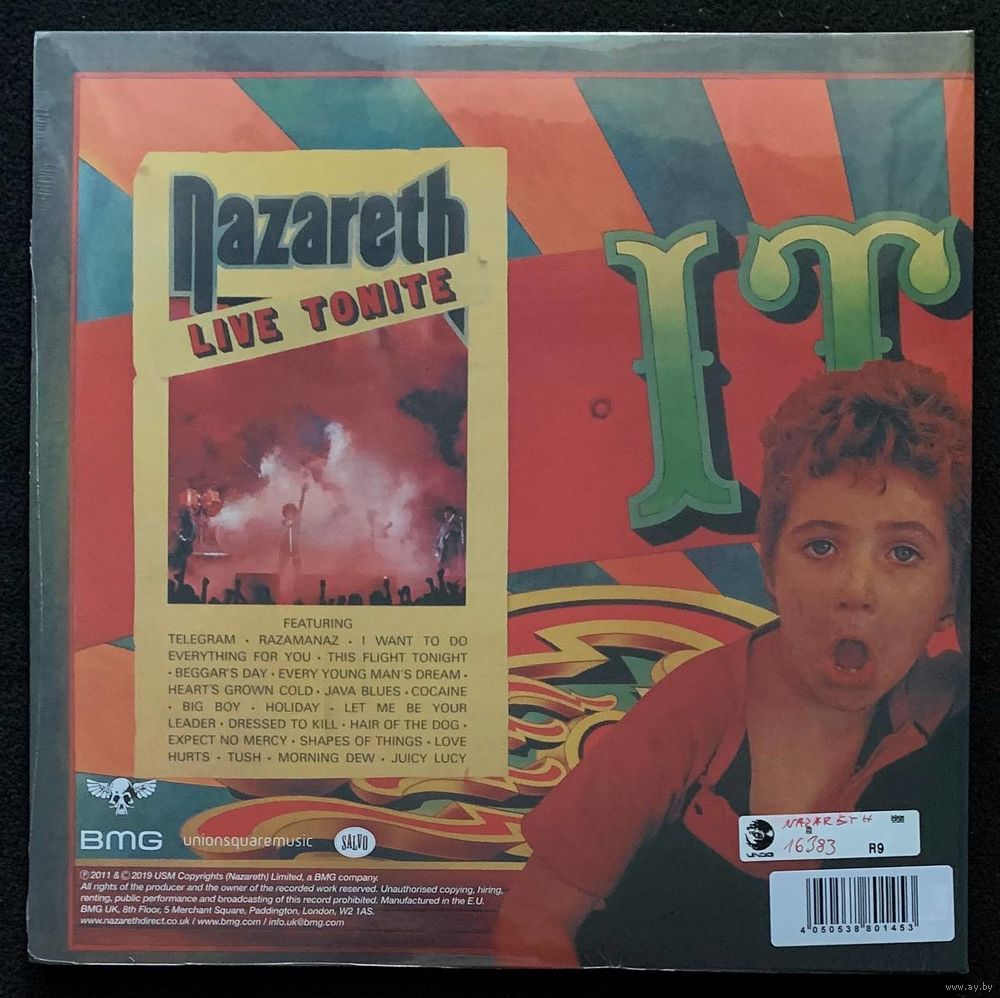 nazareth
LIVE TONITE
IT
FEATURING
TELEGRAM · RAZAMANAZ · I WANT TO DO
EVERYTHING FOR YOU · THIS FLIGHT TONIGHT
· BEGGAR'S DAY · EVERY YOUNG MAN'S DREAM ·
HEART'S GROWN COLD · JAVA BLUES · COCAINE
· BIG BOY · HOLIDAY · LET ME BE YOUR
LEADER · DRESSED TO KILL · HAIR OF THE DOG ·
EXPECT NO MERCY · SHAPES OF THINGS · LOVE
HURTS · TUSH · MORNING DEW · JUICY LUCY
BMG unionsquaremusic SALVO
℗ 2011 & © 2019 USM Copyrights (Nazareth) Limited, a BMG company.
All rights of the producer and the owner of the recorded work reserved. Unauthorised copying, hiring,
renting, public performance and broadcasting of this record prohibited. Manufactured in the E.U.
BMG UK, 8th Floor, 5 Merchant Square, Paddington, London, W2 1AS.
www.nazarethdirect.co.uk / www.bmg.com / info.uk@bmg.com
NAZARETH
16383 R9
4 050538 801453
www.ay.by